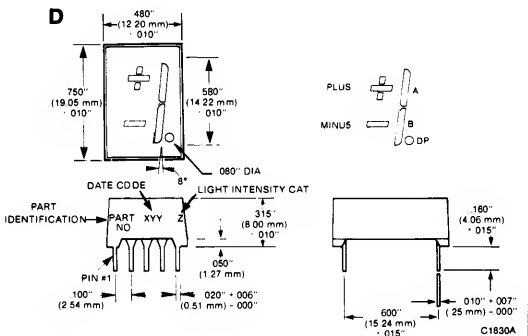 D
480"
(12.20 mm)
· 010"
750"
(19.05 mm)
· 010"
580"
(14.22 mm)
· 010"
PLUS
A
MINU5
B
DP
080" DIA
8°
DATE CDDE
LIGHT INTENSITY CAT
PART
IDENTIFICATION
PART
NO
XYY
Z
315"
(8.00 mm)
· 010"
.160"
(4.06 mm)
· 015"
PIN #1
.050"
(1.27 mm)
.100"
(2 54 mm)
020" + .006"
(0.51 mm) - 000"
600"
(15 24 mm)
· 015"
010" + 007"
( 25 mm) - 000"
C1830A